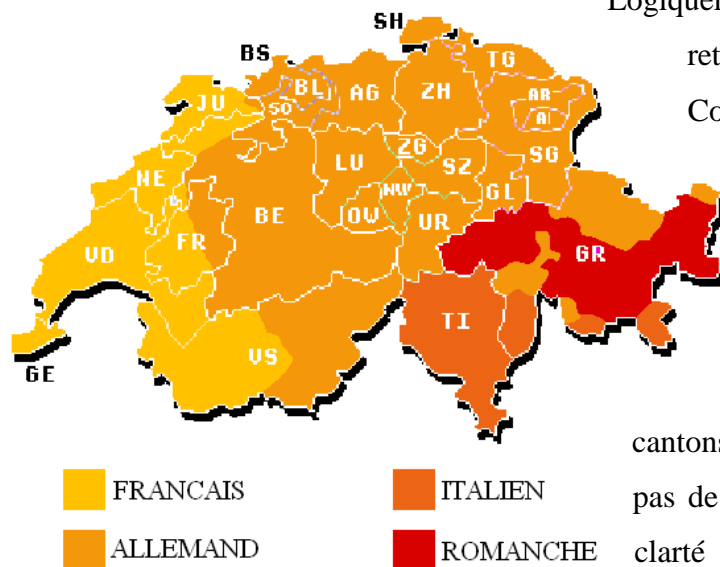 Logiquement
SH
BS
ret
TG
JU
BL
AG
ZH
AR
SO
AI
Co
ZG
NE
LU
SZ
SG
NW
GL
BE
OW
UR
FR
VD
GR
TI
VS
GE
cantons
FRANCAIS
ITALIEN
pas de
ALLEMAND
ROMANCHE
clarté